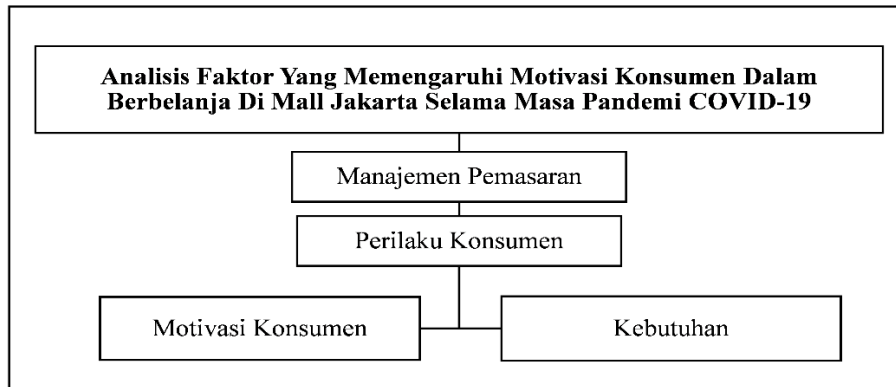 Analisis Faktor Yang Memengaruhi Motivasi Konsumen Dalam
Berbelanja Di Mall Jakarta Selama Masa Pandemi COVID-19
Manajemen Pemasaran
Perilaku Konsumen
Motivasi Konsumen
Kebutuhan